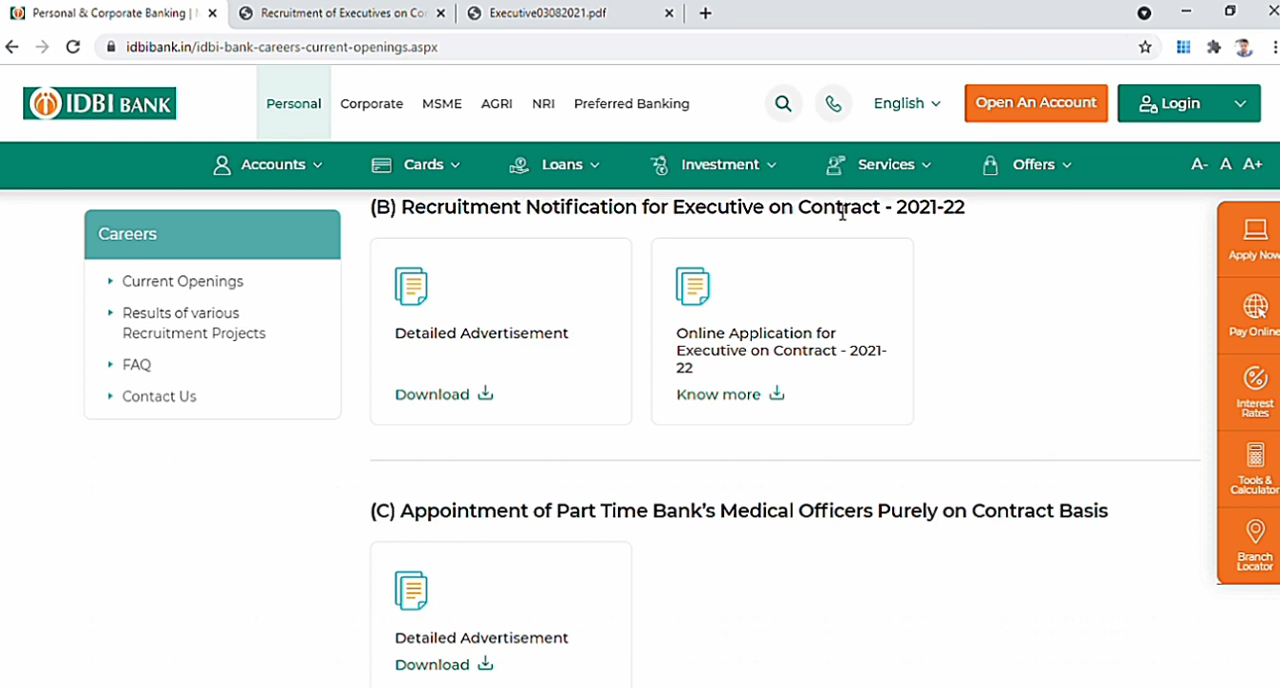 Personal & Corporate Banking |
Recruitment of Executives on Cor
Executive03082021.pdf
idbibank.in/idbi-bank-careers-current-openings.aspx
IDBI BANK
Personal
Corporate
MSME
AGRI
NRI
Preferred Banking
English
Open An Account
Login
Accounts
Cards
Loans
Investment
Services
Offers
A- A A+
Careers
Current Openings
Results of various
Recruitment Projects
FAQ
Contact Us
(B) Recruitment Notification for Executive on Contract - 2021-22
Detailed Advertisement
Download
Online Application for
Executive on Contract - 2021-
22
Know more
(C) Appointment of Part Time Bank's Medical Officers Purely on Contract Basis
Detailed Advertisement
Download
Apply Now
Pay Online
Interest
Rates
Tools &
Calculator
Branch
Locator